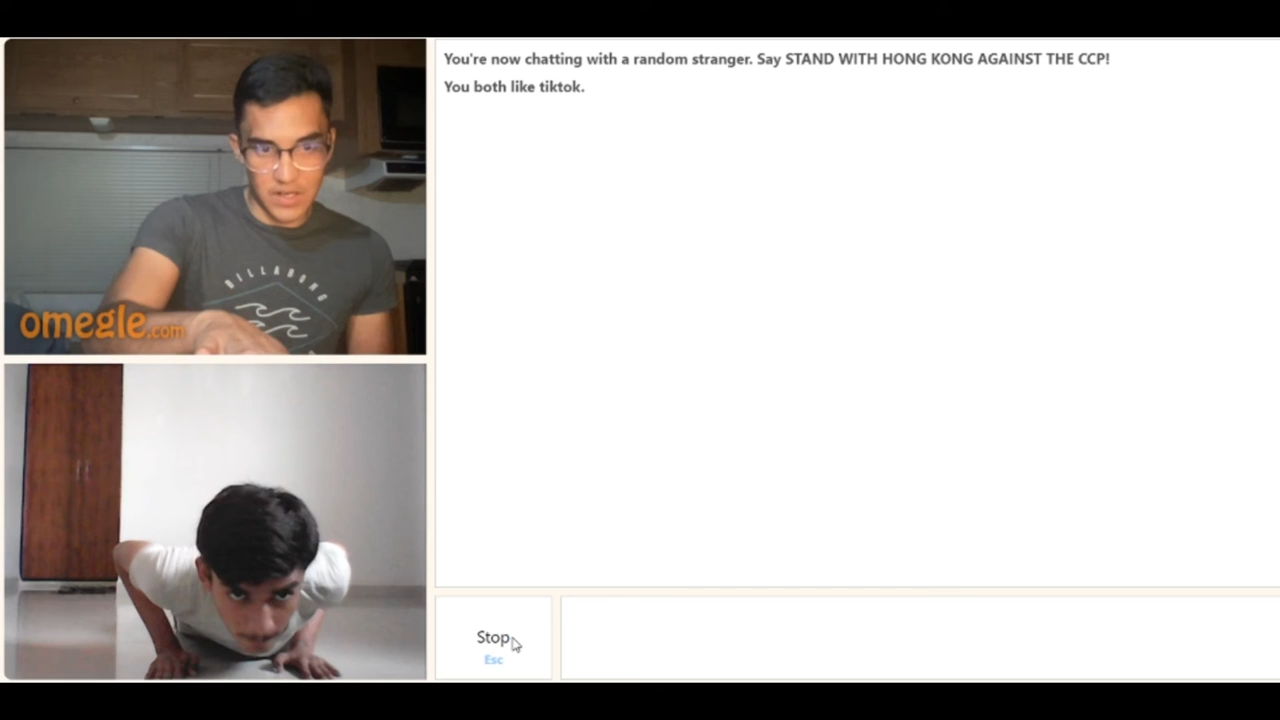 You're now chatting with a random stranger. Say STAND WITH HONG KONG AGAINST THE CCP!
You both like tiktok.
BILLABONG
omegle.com
Stop
Esc